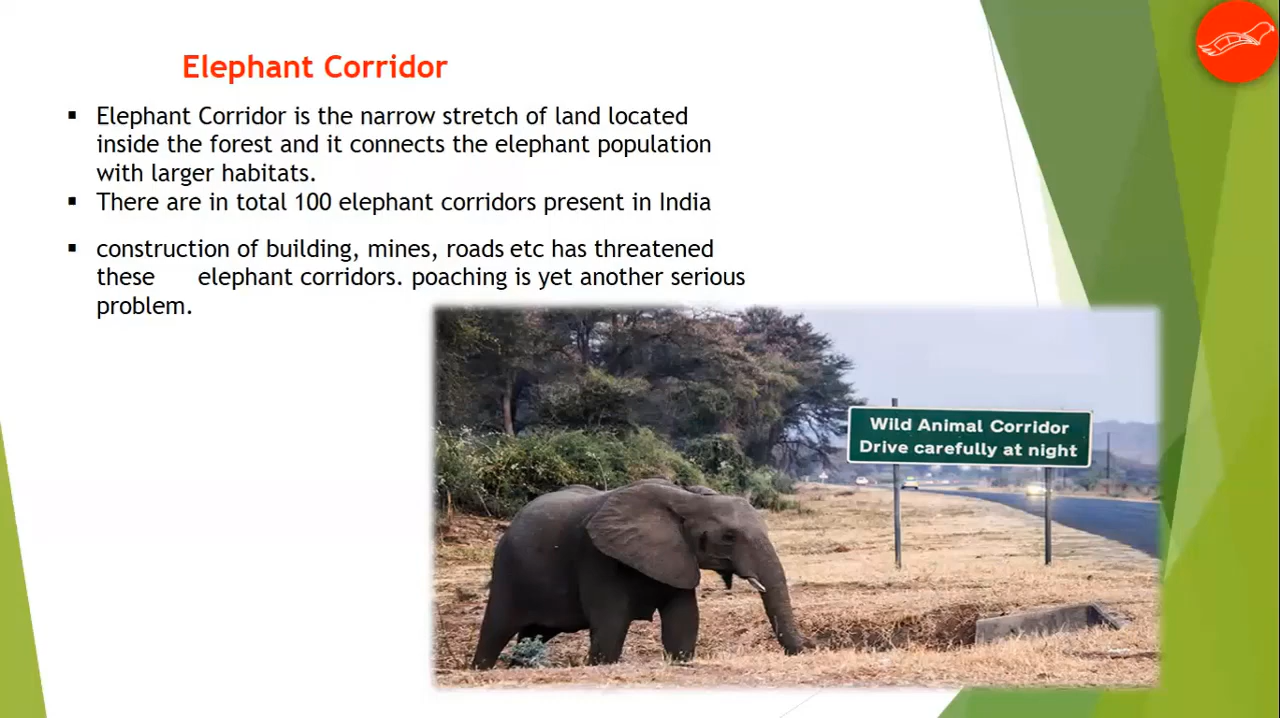 Elephant Corridor
▪ Elephant Corridor is the narrow stretch of land located
inside the forest and it connects the elephant population
with larger habitats.
▪ There are in total 100 elephant corridors present in India
▪ construction of building, mines, roads etc has threatened
these elephant corridors. poaching is yet another serious
problem.
Wild Animal Corridor
Drive carefully at night